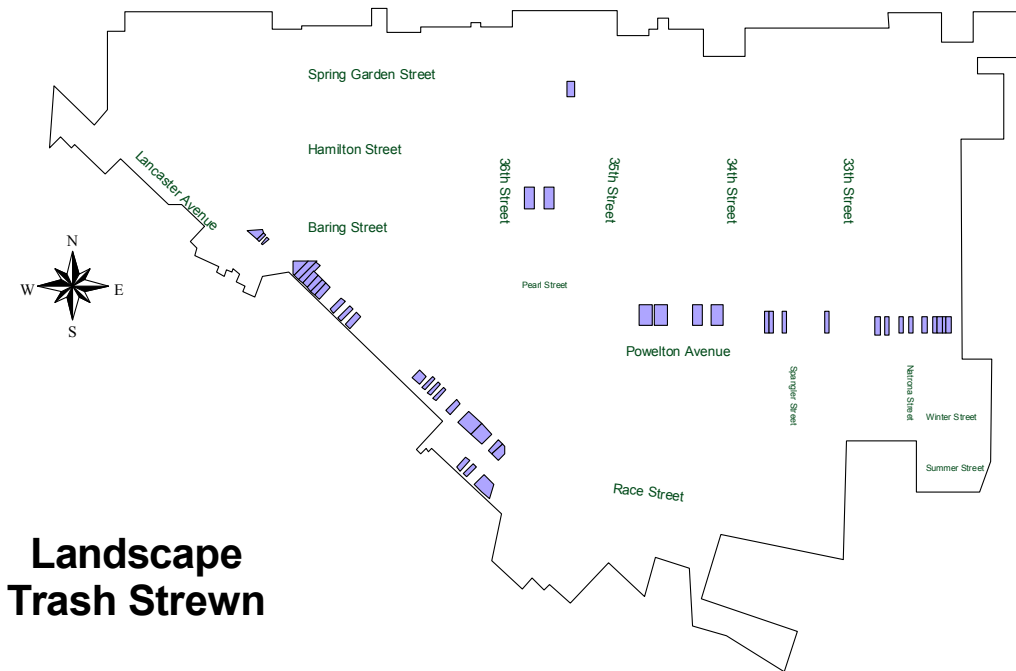 Spring Garden Street
Hamilton Street
Lancaster Avenue
36th Street
35th Street
34th Street
33th Street
Baring Street
N
W
E
S
Pearl Street
Powelton Avenue
Spangler Street
Natrona Street
Winter Street
Summer Street
Race Street
Landscape
Trash Strewn